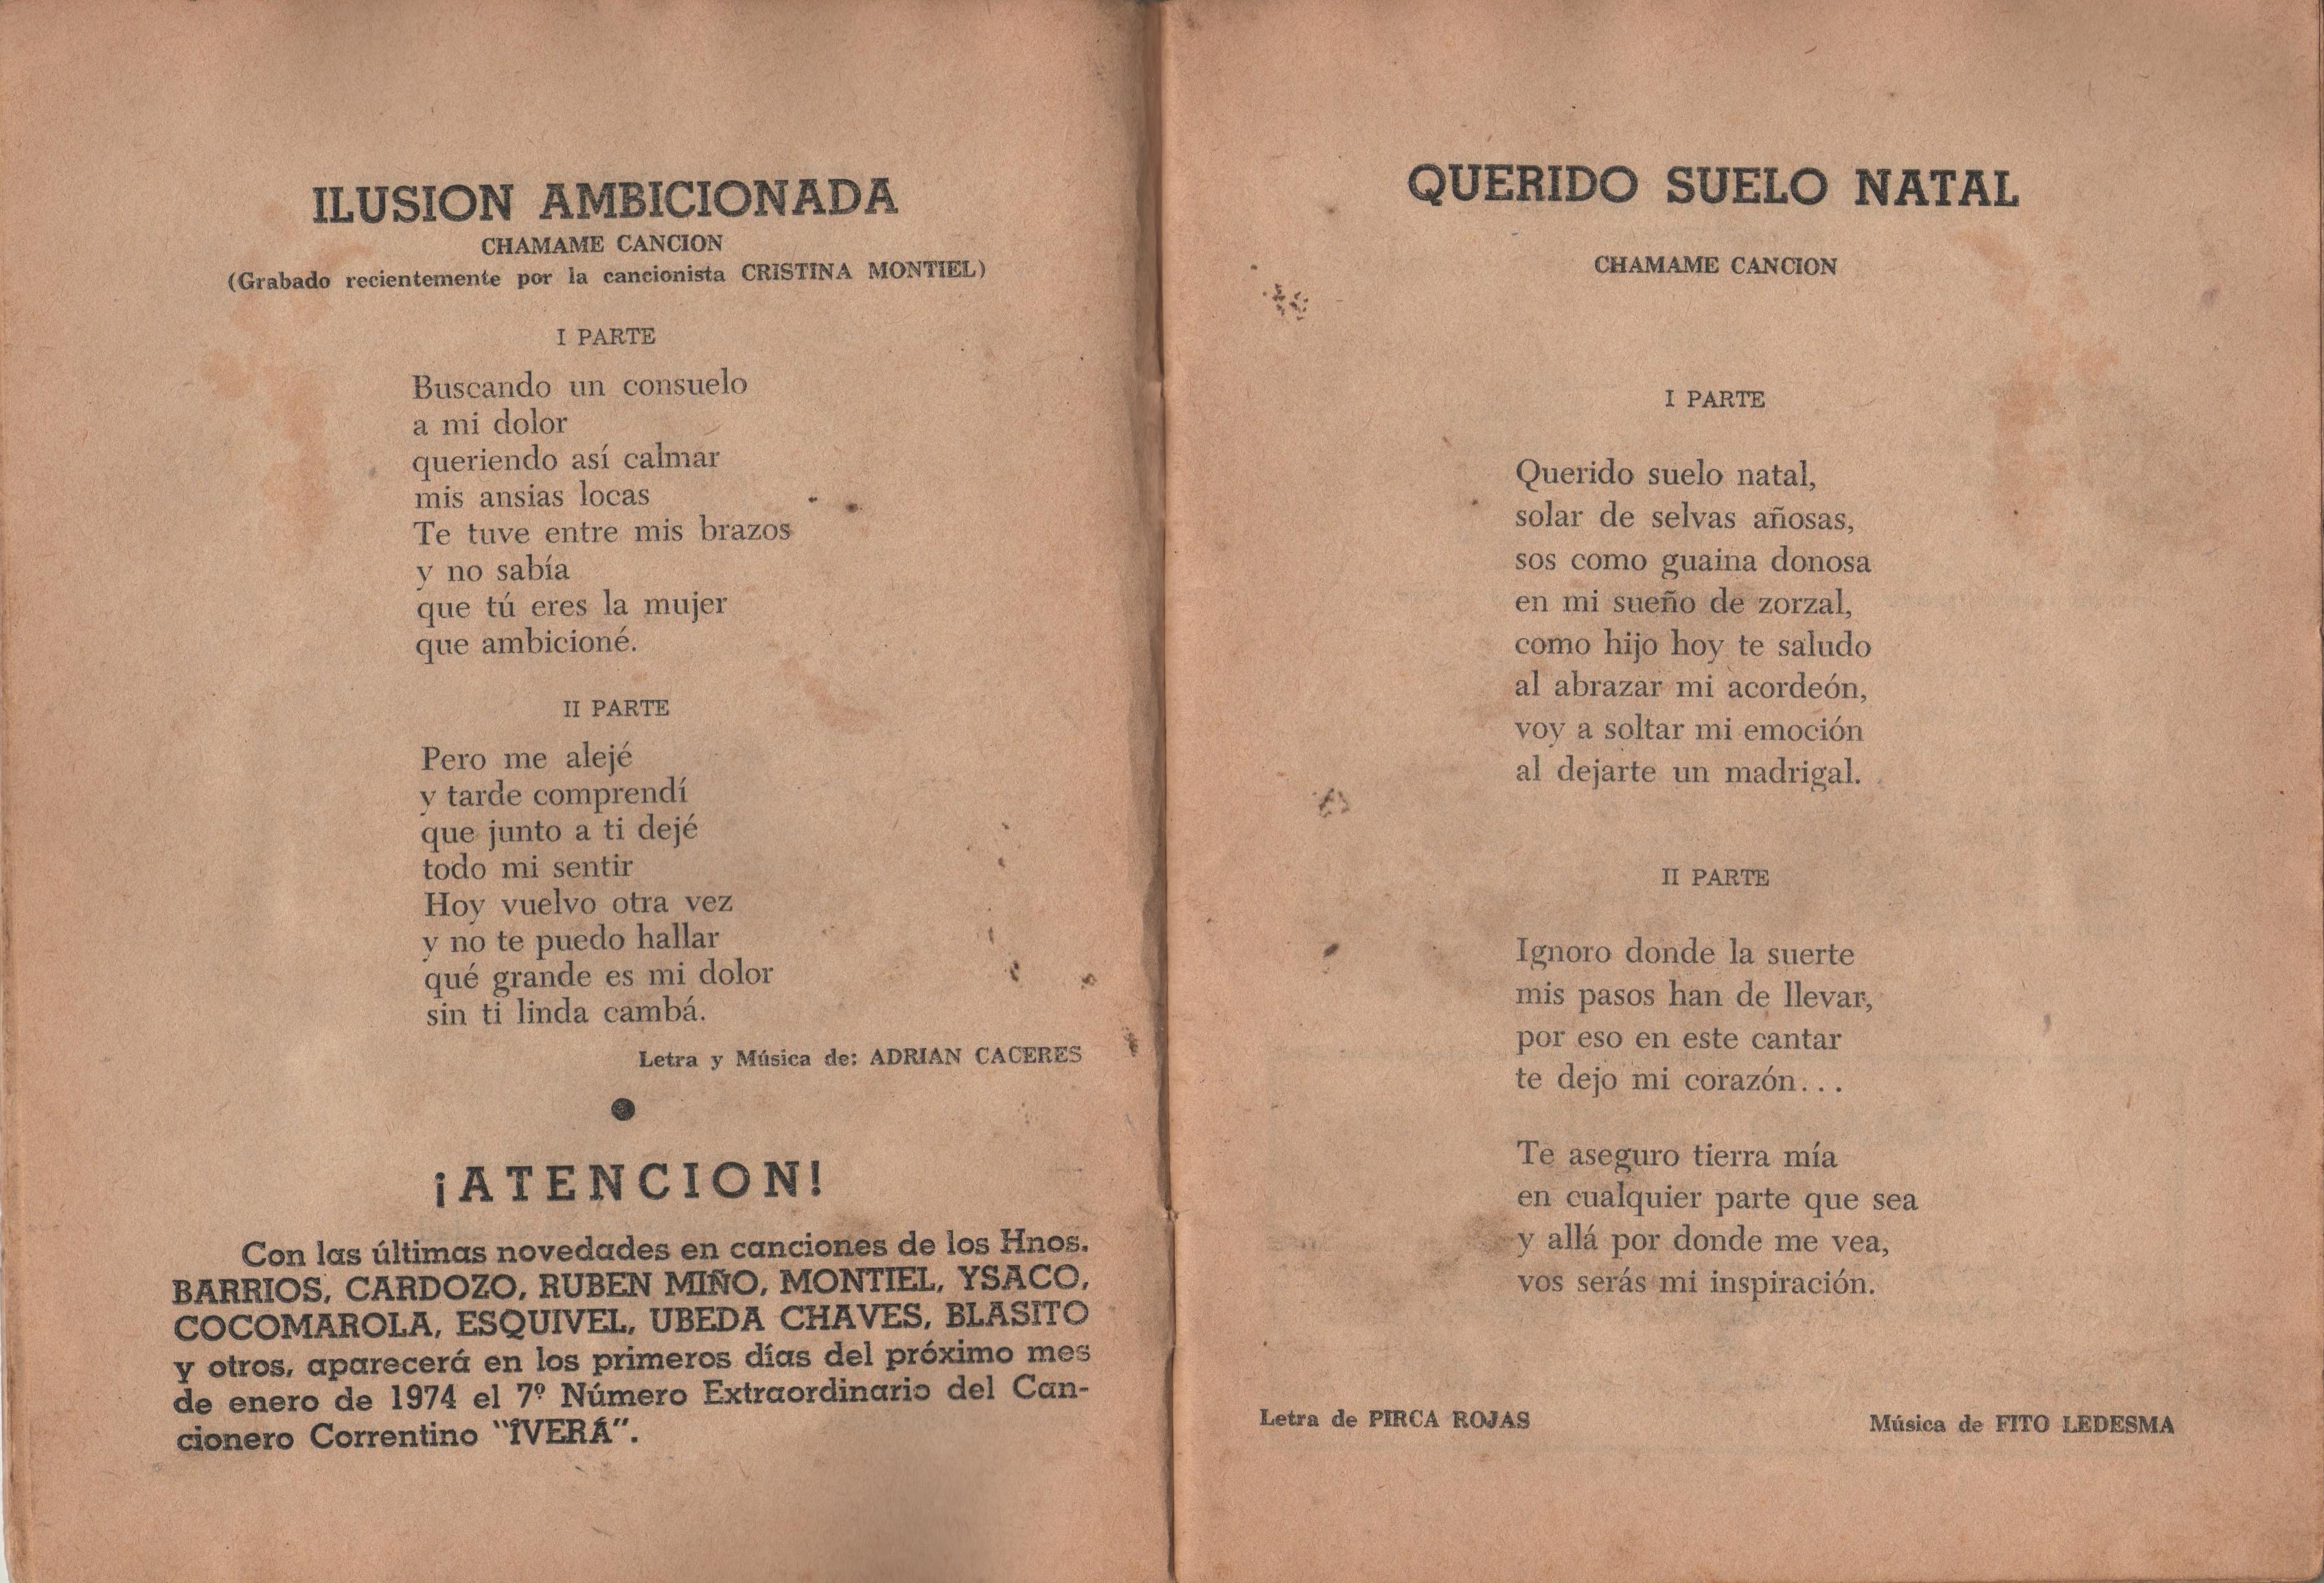 ILUSION AMBICIONADA
CHAMAME CANCION
(Grabado recientemente por la cancionista CRISTINA MONTIEL)
I PARTE
Buscando un consuelo
a mi dolor
queriendo así calmar
mis ansias locas
Te tuve entre mis brazos
y no sabía
que tú eres la mujer
que ambicioné.
II PARTE
Pero me alejé
y tarde comprendí
que junto a ti dejé
todo mi sentir
Hoy vuelvo otra vez
y no te puedo hallar
qué grande es mi dolor
sin ti linda cambá.
Letra y Música de: ADRIAN CACERES
¡ATENCION!
Con las últimas novedades en canciones de los Hnos.
BARRIOS, CARDOZO, RUBEN MIÑO, MONTIEL, YSACO,
COCOMAROLA, ESQUIVEL, UBEDA CHAVES, BLASITO
y otros, aparecerá en los primeros días del próximo mes
de enero de 1974 el 7º Número Extraordinario del Can-
cionero Correntino "ÎVERÁ".
QUERIDO SUELO NATAL
CHAMAME CANCION
I PARTE
Querido suelo natal,
solar de selvas añosas,
sos como guaina donosa
en mi sueño de zorzal,
como hijo hoy te saludo
al abrazar mi acordeón,
voy a soltar mi emoción
al dejarte un madrigal.
II PARTE
Ignoro donde la suerte
mis pasos han de llevar,
por eso en este cantar
te dejo mi corazón...
Te aseguro tierra mía
en cualquier parte que sea
y allá por donde me vea,
vos serás mi inspiración.
Letra de PIRCA ROJAS
Música de FITO LEDESMA